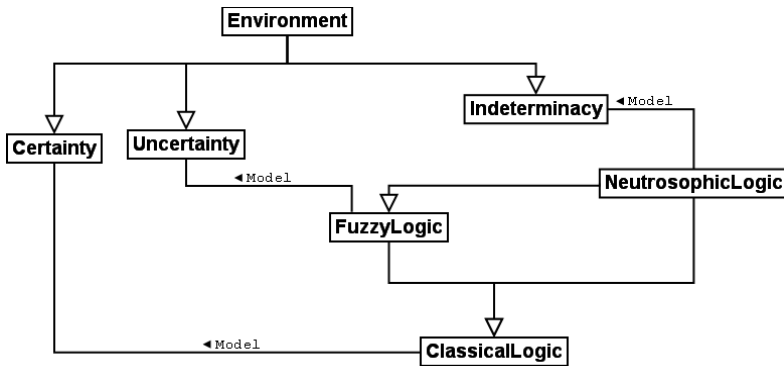 Environment
◄ Model
Indeterminacy
Certainty
Uncertainty
◄ Model
NeutrosophicLogic
FuzzyLogic
◄ Model
ClassicalLogic